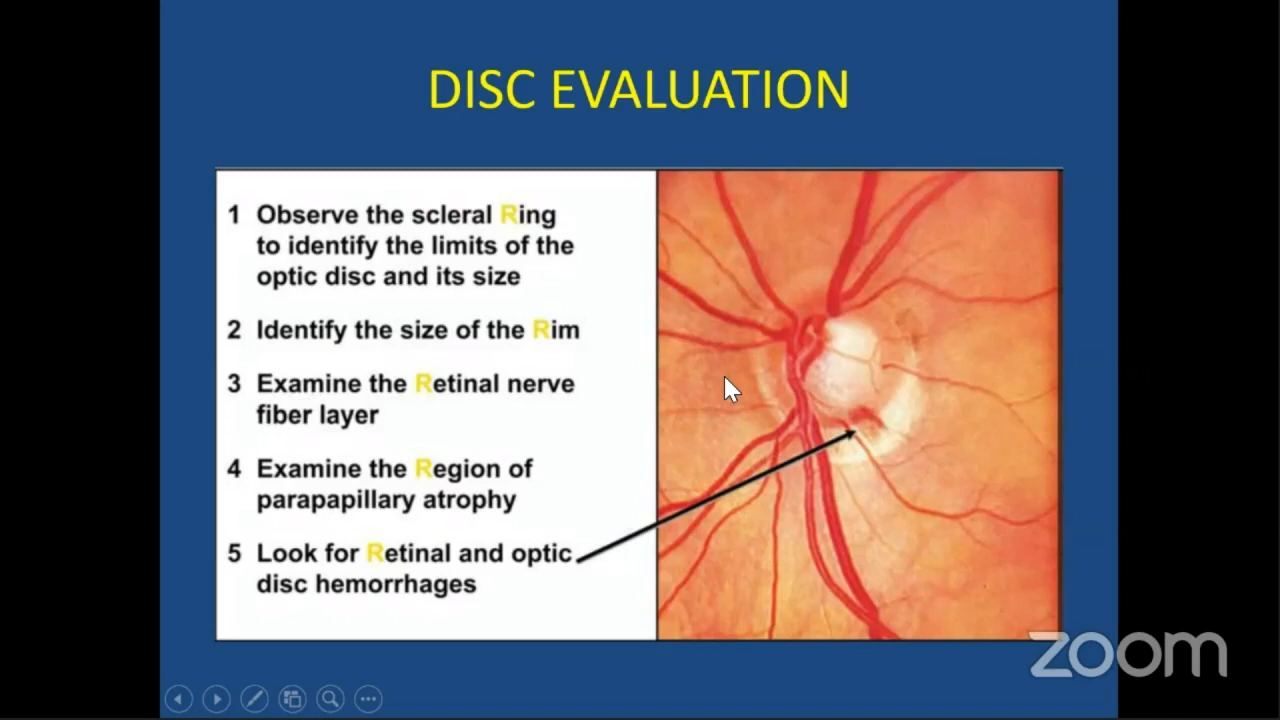 DISC EVALUATION
1 Observe the scleral Ring
to identify the limits of the
optic disc and its size
2 Identify the size of the Rim
3 Examine the Retinal nerve
fiber layer
4 Examine the Region of
parapapillary atrophy
5 Look for Retinal and optic
disc hemorrhages
zoom